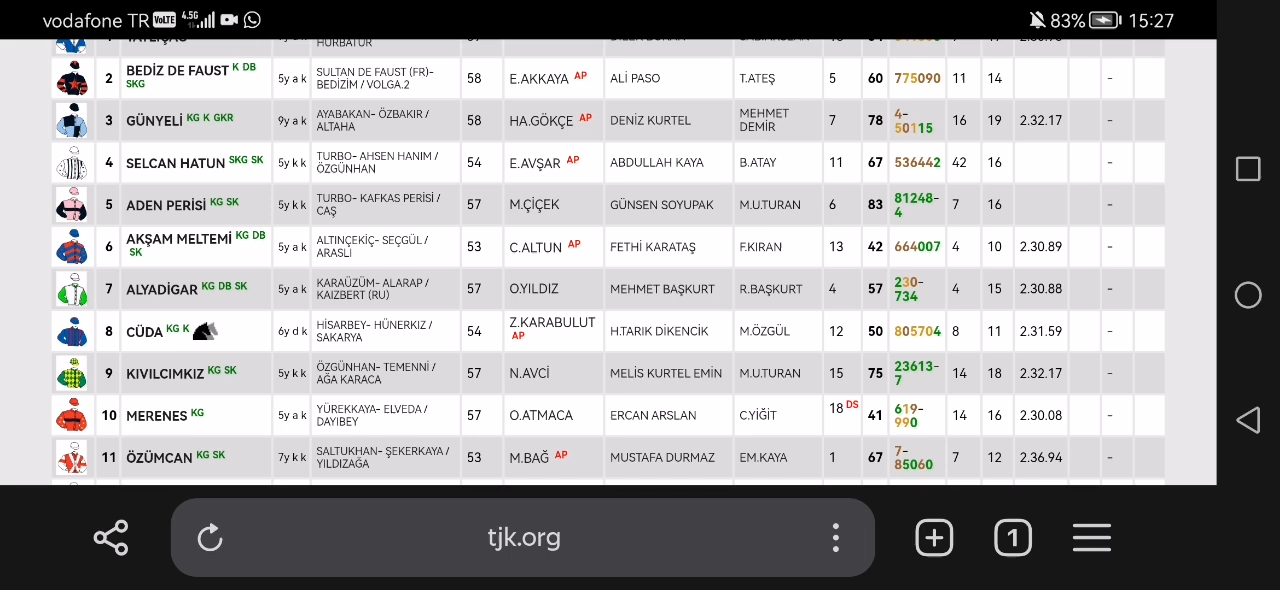 vodafone TR VoLTE 4.5G 83% 15:27
HÜRBATUR
2 BEDİZ DE FAUST K DB SKG 5y a k SULTAN DE FAUST (FR)- BEDİZİM / VOLGA.2 58 E.AKKAYA AP ALİ PASO T.ATEŞ 5 60 775090 11 14 -
3 GÜNYELİ KG K GKR 9y a k AYABAKAN- ÖZBAKIR / ALTAHA 58 HA.GÖKÇE AP DENİZ KURTEL MEHMET DEMİR 7 78 4-50115 16 19 2.32.17 -
4 SELCAN HATUN SKG SK 5y k k TURBO- AHSEN HANIM / ÖZGÜNHAN 54 E.AVŞAR AP ABDULLAH KAYA B.ATAY 11 67 536442 42 16 -
5 ADEN PERİSİ KG SK 5y k k TURBO- KAFKAS PERİSİ / CAŞ 57 M.ÇİÇEK GÜNSEN SOYUPAK M.U.TURAN 6 83 81248-4 7 16 -
6 AKŞAM MELTEMİ KG DB SK 5y a k ALTINÇEKİÇ- SEÇGÜL / ARASLİ 53 C.ALTUN AP FETHİ KARATAŞ F.KIRAN 13 42 664007 4 10 2.30.89 -
7 ALYADİGAR KG DB SK 5y a k KARAÜZÜM- ALARAP / KAIZBERT (RU) 57 O.YILDIZ MEHMET BAŞKURT R.BAŞKURT 4 57 230-734 4 15 2.30.88 -
8 CÜDA KG K 6y d k HİSARBEY- HÜNERKIZ / SAKARYA 54 Z.KARABULUT AP H.TARIK DİKENCİK M.ÖZGÜL 12 50 805704 8 11 2.31.59 -
9 KIVILCIMKIZ KG SK 5y k k ÖZGÜNHAN- TEMENNİ / AĞA KARACA 57 N.AVCİ MELİS KURTEL EMİN M.U.TURAN 15 75 23613-7 14 18 2.32.17 -
10 MERENES KG 5y a k YÜREKKAYA- ELVEDA / DAYIBEY 57 O.ATMACA ERCAN ARSLAN C.YİĞİT 18 DS 41 619-990 14 16 2.30.08 -
11 ÖZÜMCAN KG SK 7y k k SALTUKHAN- ŞEKERKAYA / YILDIZAĞA 53 M.BAĞ AP MUSTAFA DURMAZ EM.KAYA 1 67 7-85060 7 12 2.36.94 -
tjk.org 1